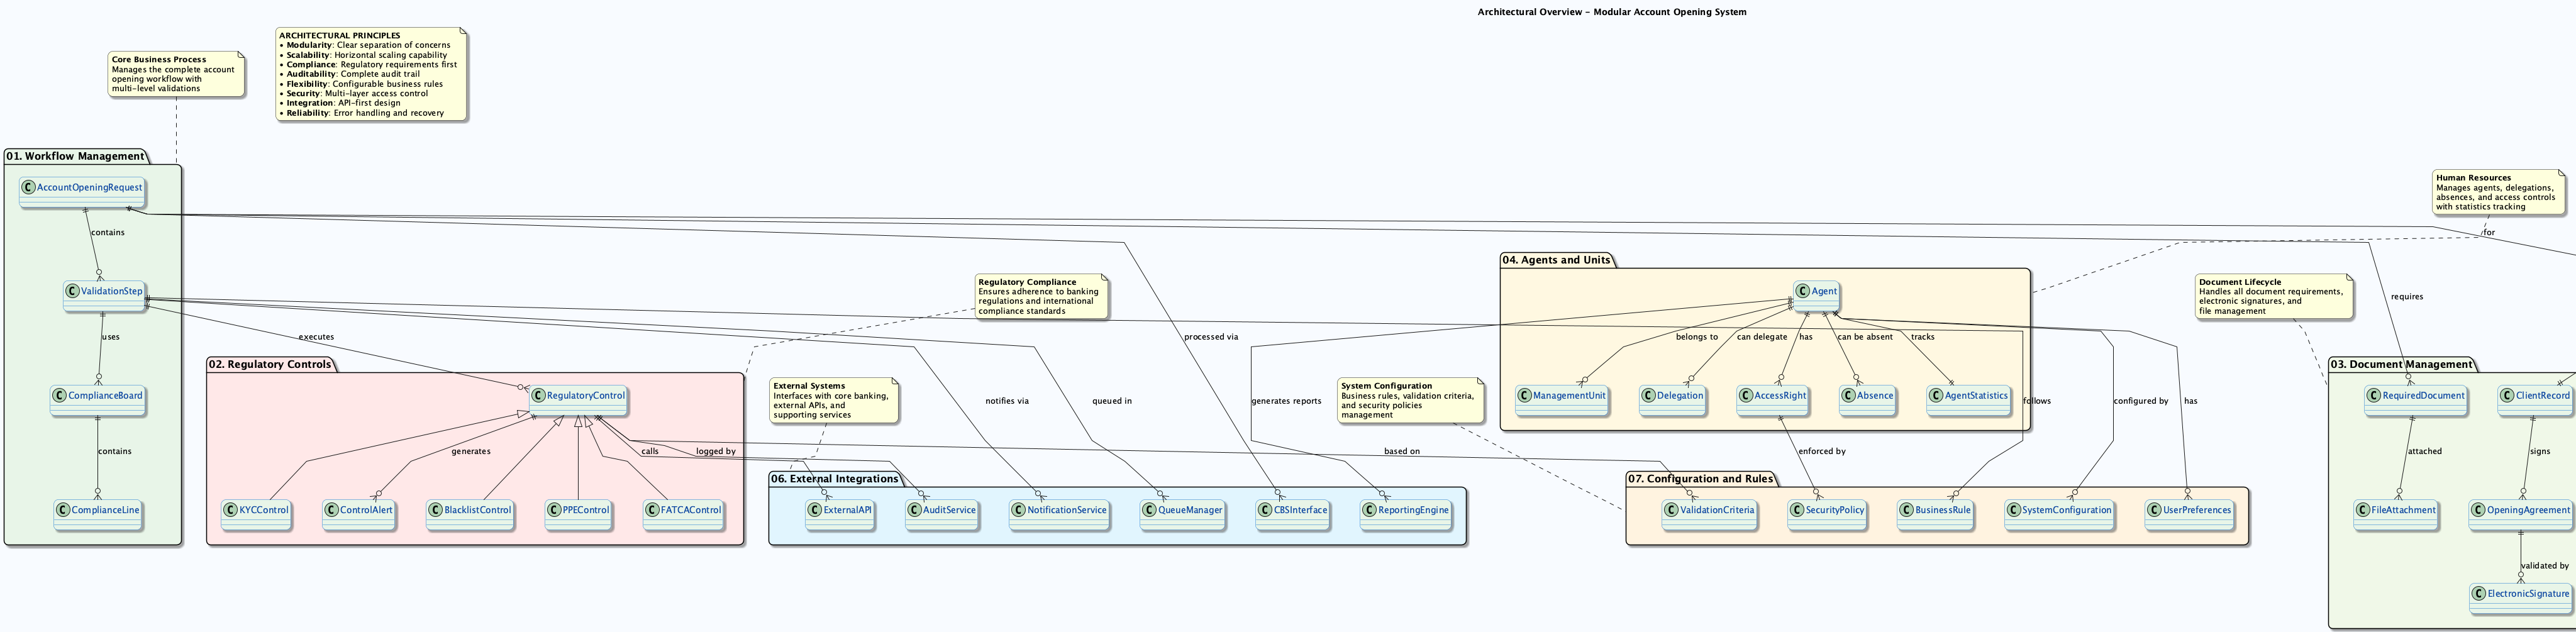 Architectural Overview - Modular Account Opening System
ARCHITECTURAL PRINCIPLES
• Modularity: Clear separation of concerns
• Scalability: Horizontal scaling capability
• Compliance: Regulatory requirements first
• Auditability: Complete audit trail
• Flexibility: Configurable business rules
• Security: Multi-layer access control
• Integration: API-first design
• Reliability: Error handling and recovery
Core Business Process
Manages the complete account
opening workflow with
multi-level validations
01. Workflow Management
C AccountOpeningRequest
contains
C ValidationStep
uses
executes
C ComplianceBoard
contains
C ComplianceLine
Regulatory Compliance
Ensures adherence to banking
regulations and international
compliance standards
02. Regulatory Controls
C RegulatoryControl
generates
calls
logged by
C KYCControl
C ControlAlert
C BlacklistControl
C PPEControl
C FATCAControl
External Systems
Interfaces with core banking,
external APIs, and
supporting services
notifies via
queued in
processed via
generates reports
06. External Integrations
C ExternalAPI
C AuditService
C NotificationService
C QueueManager
C CBSInterface
C ReportingEngine
Human Resources
Manages agents, delegations,
absences, and access controls
with statistics tracking
for
04. Agents and Units
C Agent
belongs to
can delegate
has
can be absent
tracks
C ManagementUnit
C Delegation
C AccessRight
C Absence
C AgentStatistics
System Configuration
Business rules, validation criteria,
and security policies
management
based on
enforced by
follows
configured by
has
07. Configuration and Rules
C ValidationCriteria
C SecurityPolicy
C BusinessRule
C SystemConfiguration
C UserPreferences
Document Lifecycle
Handles all document requirements,
electronic signatures, and
file management
requires
03. Document Management
C RequiredDocument
C ClientRecord
attached
signs
C FileAttachment
C OpeningAgreement
validated by
C ElectronicSignature